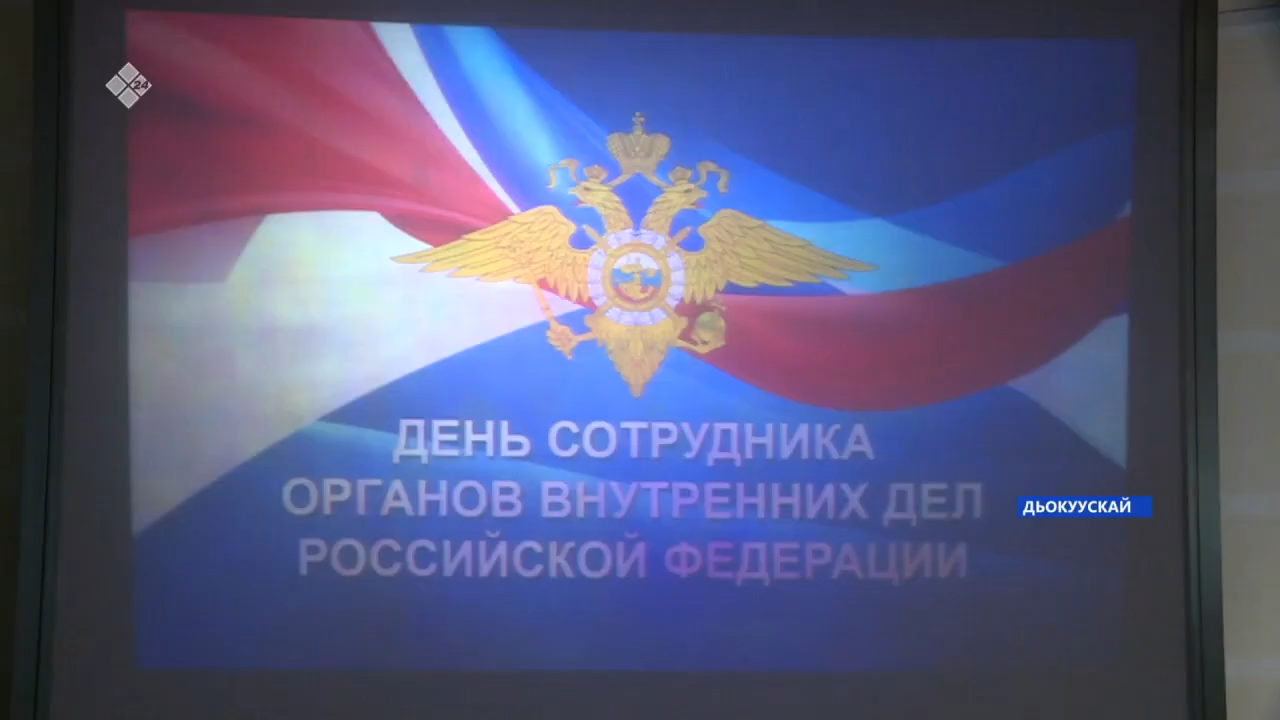 24
ДЕНЬ СОТРУДНИКА
ОРГАНОВ ВНУТРЕННИХ ДЕЛ
РОССИЙСКОЙ ФЕДЕРАЦИИ
ДЬОКУУСКАЙ